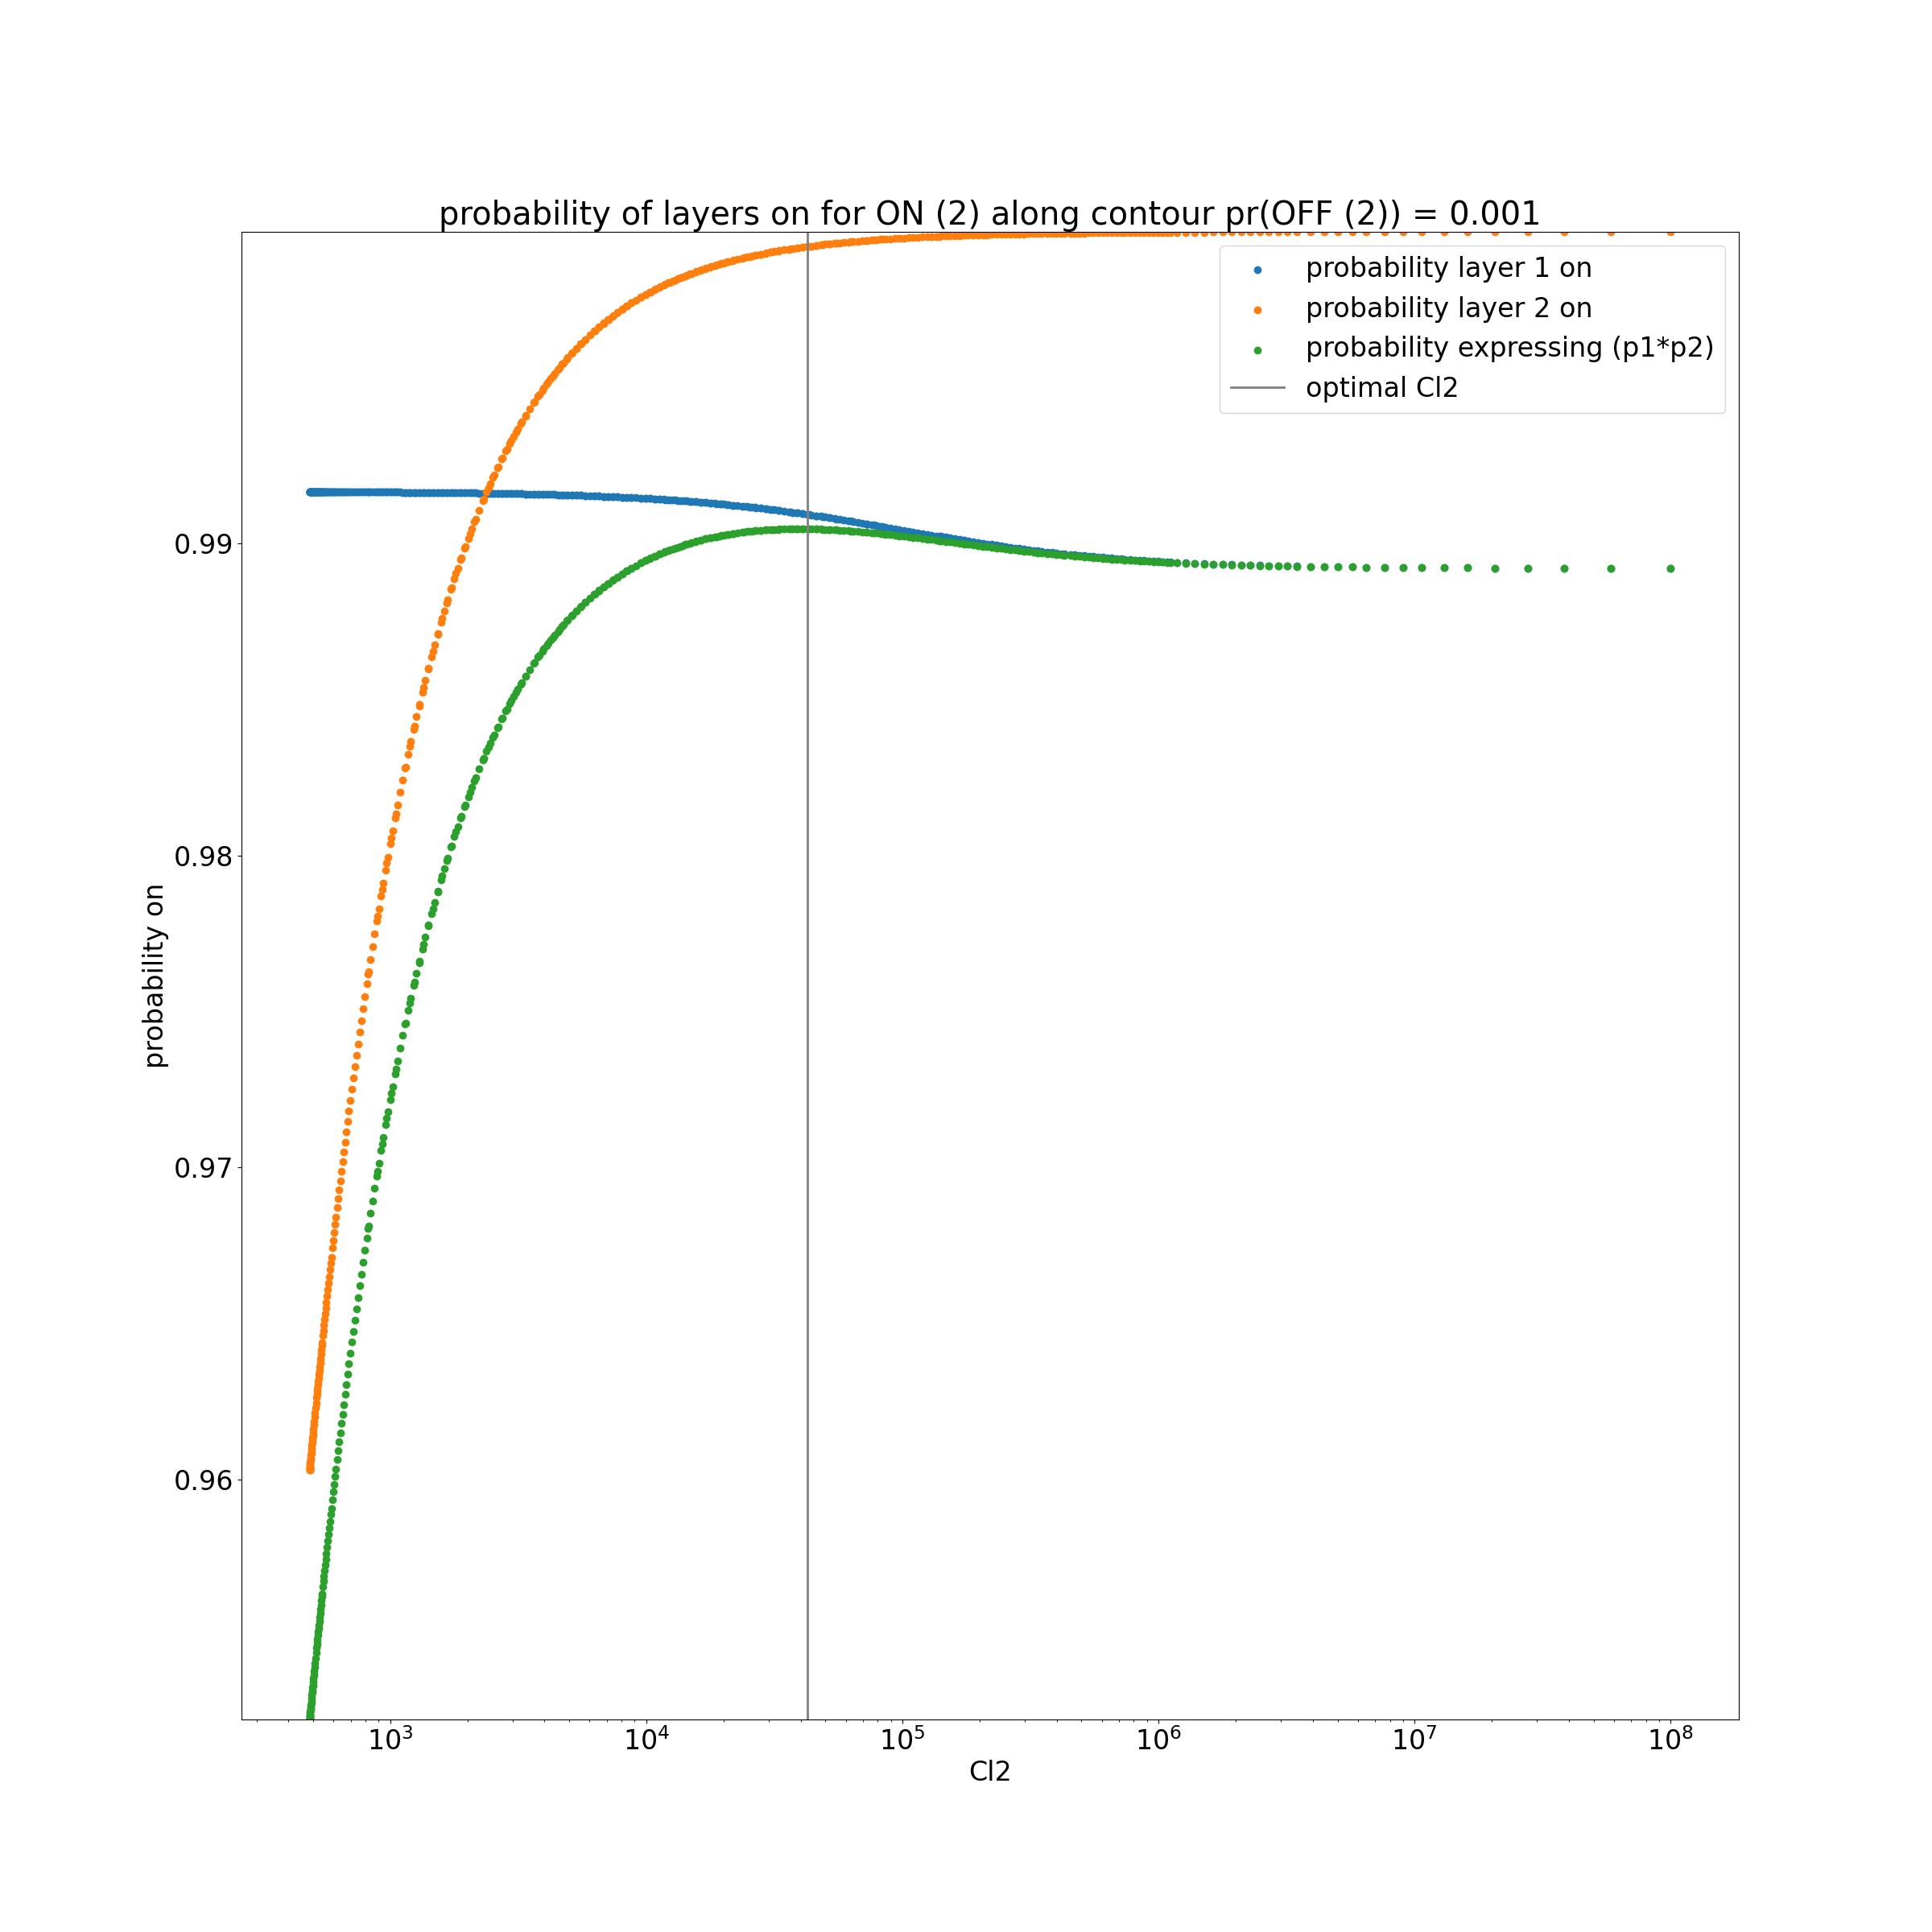 probability of layers on for ON (2) along contour pr(OFF (2)) = 0.001
probability layer 1 on
probability layer 2 on
probability expressing (p1*p2)
optimal Cl2
0.99
0.98
0.97
0.96
probability on
10³ 10⁴ 10⁵ 10⁶ 10⁷ 10⁸
Cl2